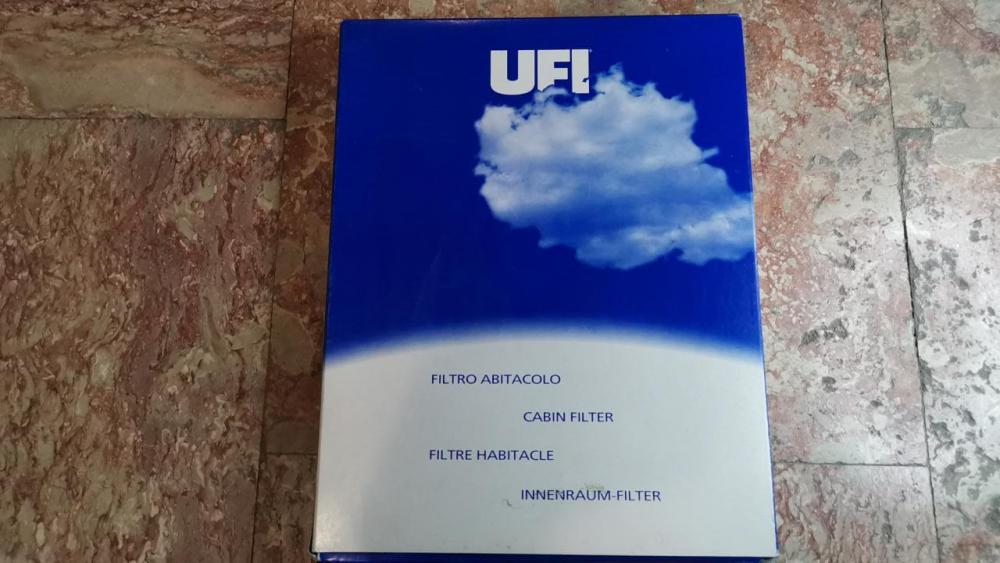 UFI
FILTRO ABITACOLO
CABIN FILTER
FILTRE HABITACLE
INNENRAUM-FILTER